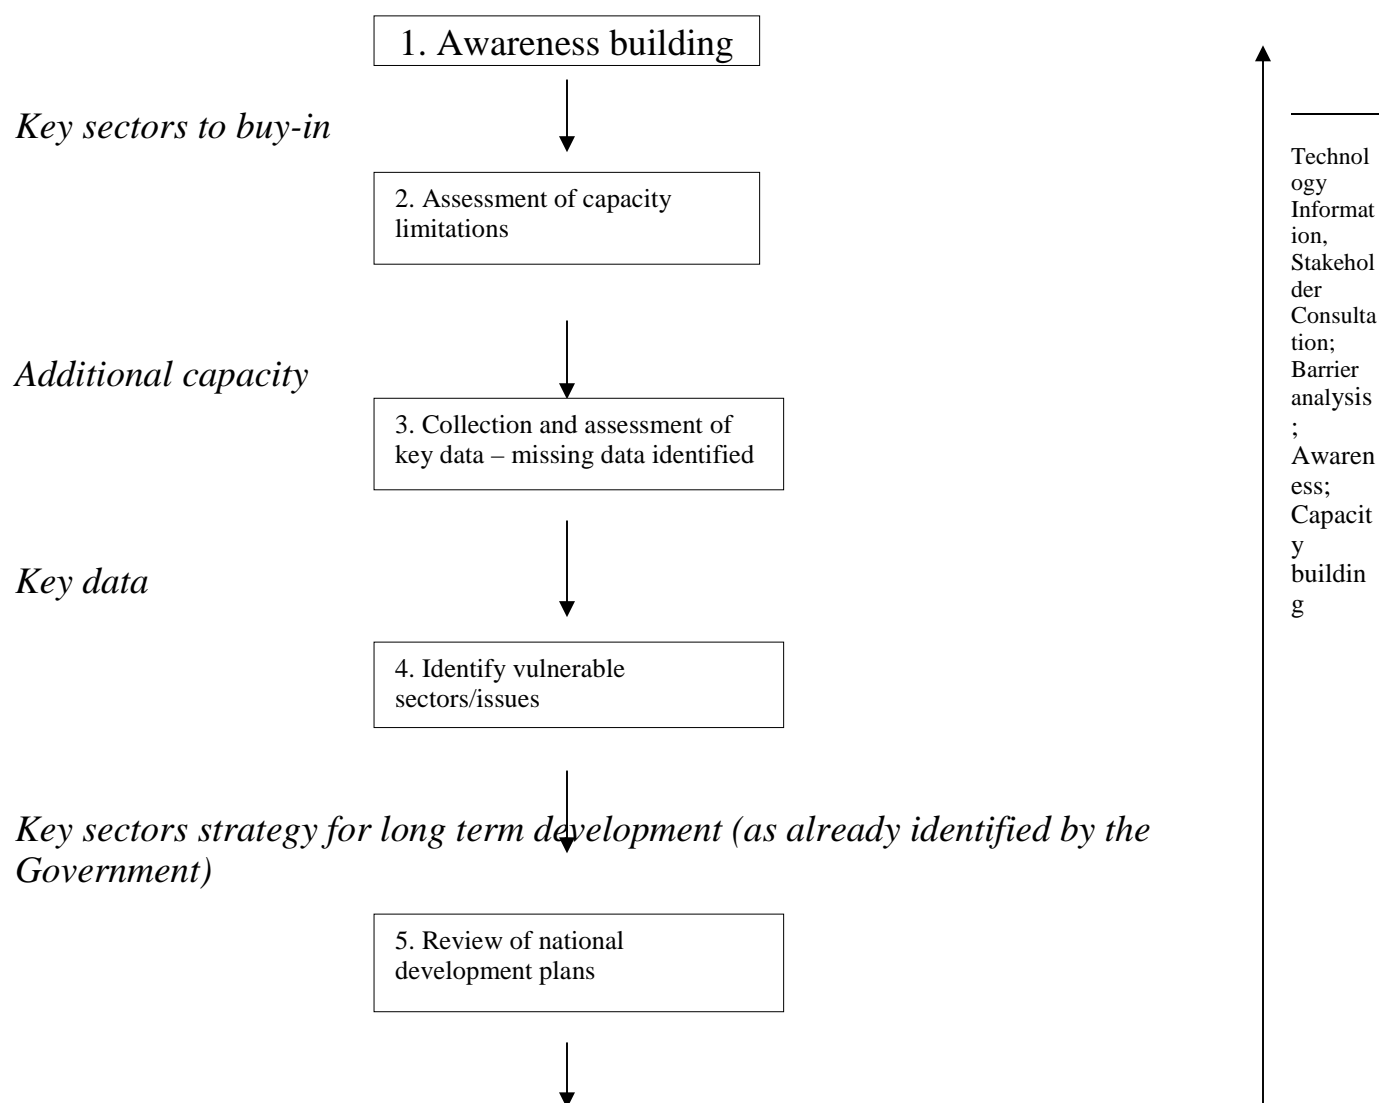 1. Awareness building
Key sectors to buy-in
2. Assessment of capacity
limitations
Additional capacity
3. Collection and assessment of
key data – missing data identified
Key data
4. Identify vulnerable
sectors/issues
Key sectors strategy for long term development (as already identified by the
Government)
5. Review of national
development plans
Technol
ogy
Informat
ion,
Stakehol
der
Consulta
tion;
Barrier
analysis
;
Awaren
ess;
Capacit
y
buildin
g